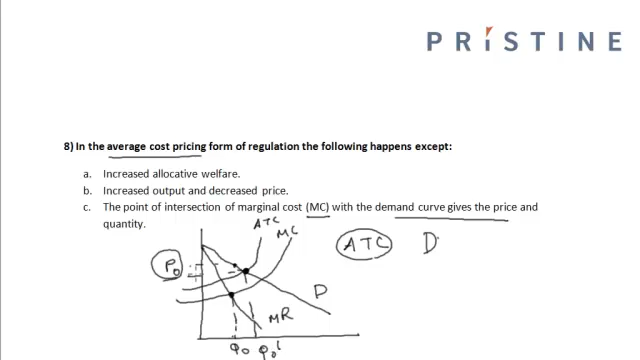 PRiSTINE
8) In the average cost pricing form of regulation the following happens except:
a. Increased allocative welfare.
b. Increased output and decreased price.
c. The point of intersection of marginal cost (MC) with the demand curve gives the price and
quantity.
ATC
MC
ATC D
P₀
D
MR
q₀ q₀'